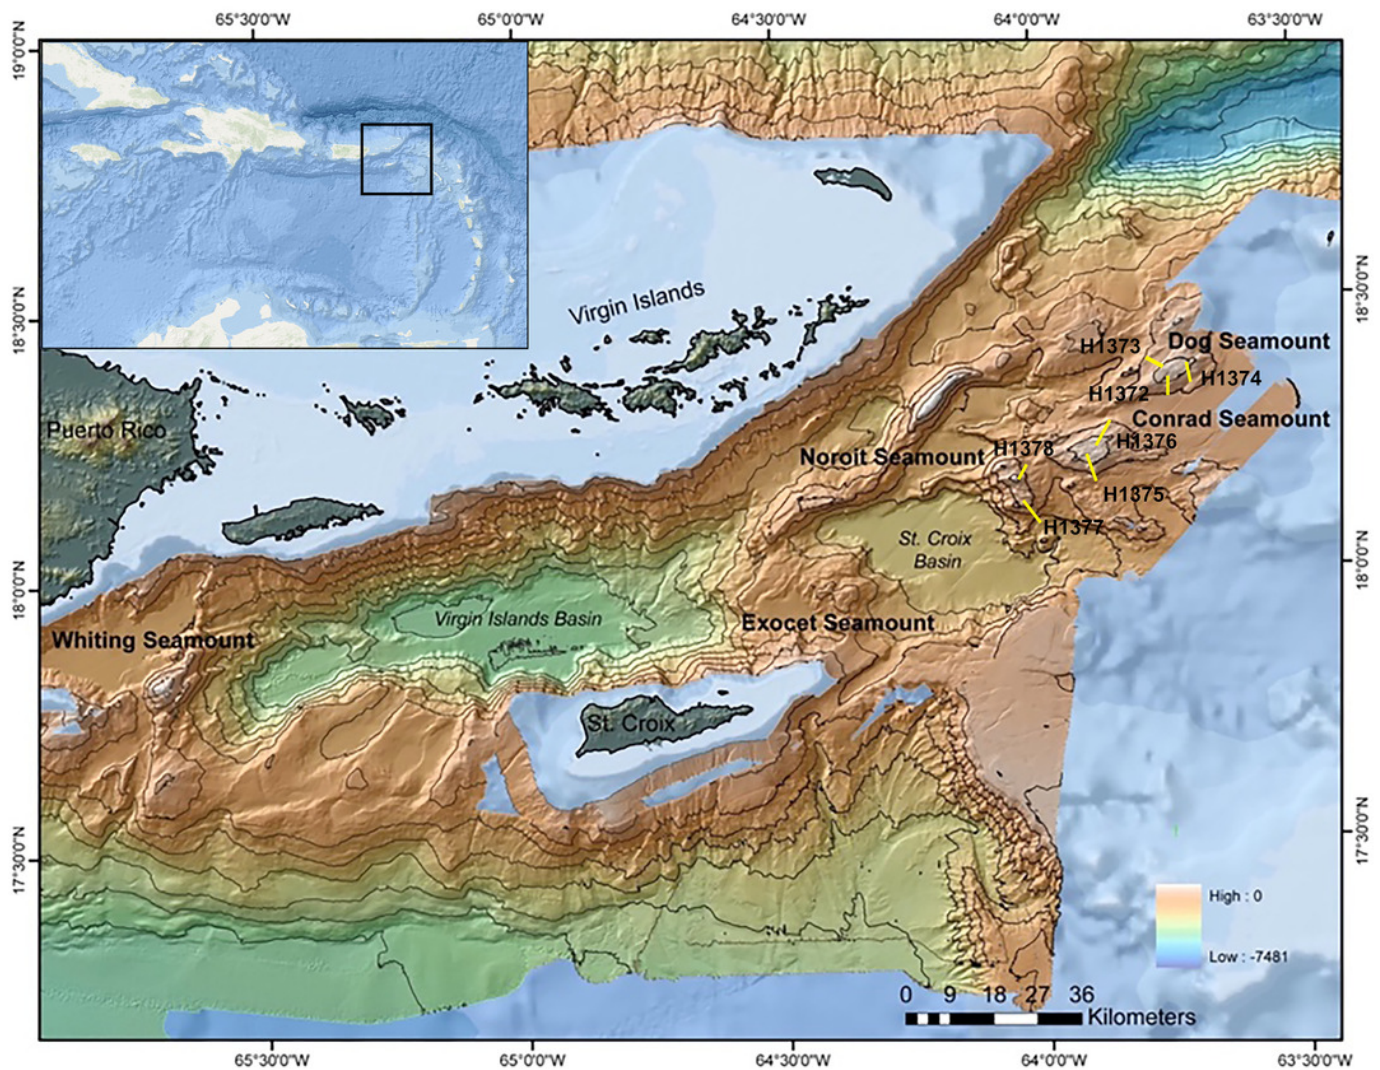 65°30'0"W
65°0'0"W
64°30'0"W
64°0'0"W
63°30'0"W
19°0'0"N
18°30'0"N
18°0'0"N
17°30'0"N
18°30'0"N
18°0'0"N
17°30'0"N
Virgin Islands
Puerto Rico
Dog Seamount
H1373
H1374
H1372
Conrad Seamount
H1376
H1378
Noroit Seamount
H1375
H1377
St. Croix
Basin
Virgin Islands Basin
Exocet Seamount
Whiting Seamount
St. Croix
High : 0
Low : -7481
0 9 18 27 36
Kilometers
65°30'0"W
65°0'0"W
64°30'0"W
64°0'0"W
63°30'0"W